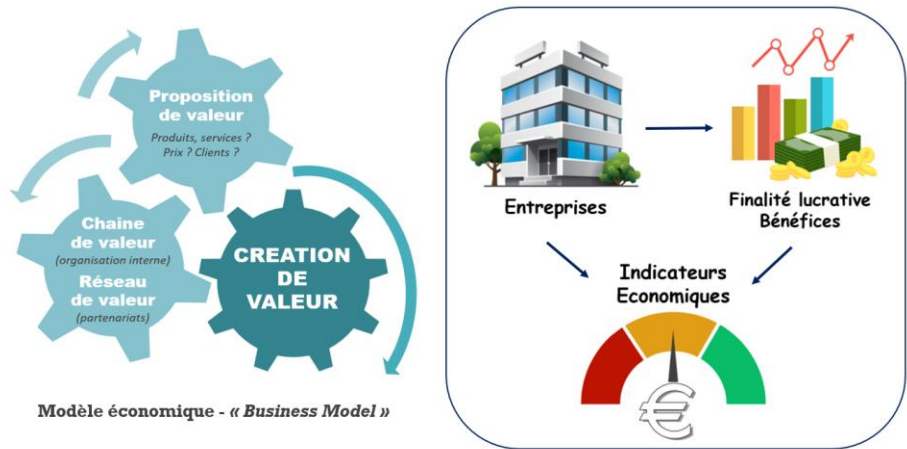 Proposition
de valeur
Produits, services ?
Prix ? Clients ?
Chaîne
de valeur
(organisation interne)
Réseau
de valeur
(partenariats)
CREATION
DE
VALEUR
Modèle économique - « Business Model »
Entreprises
Finalité lucrative
Bénéfices
Indicateurs
Economiques
€